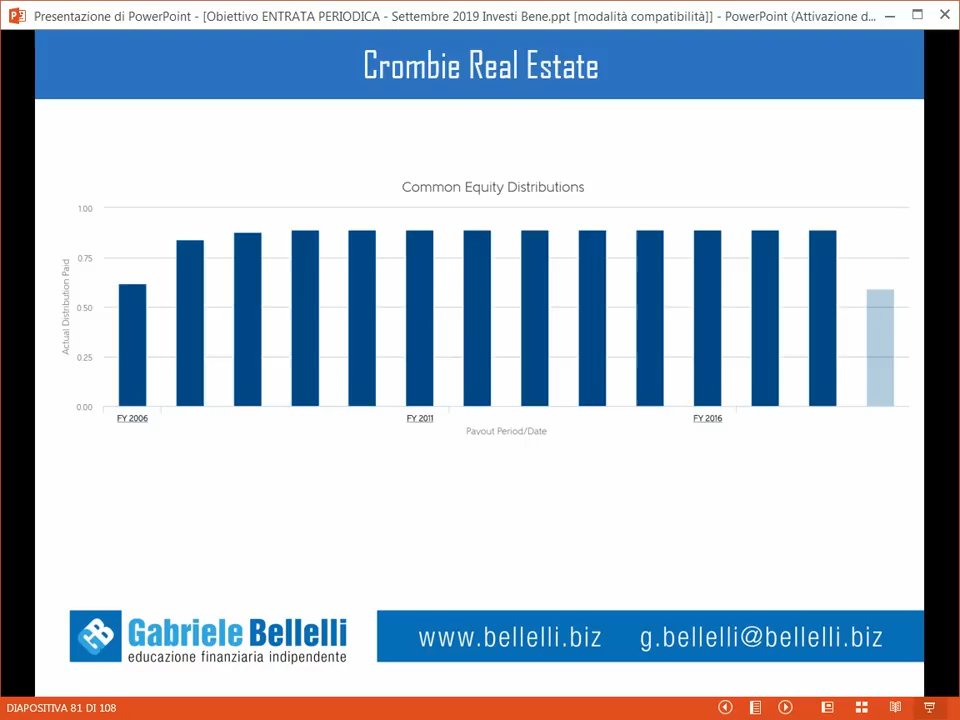 Presentazione di PowerPoint - [Obiettivo ENTRATA PERIODICA - Settembre 2019 Investi Bene.ppt [modalità compatibilità]] - PowerPoint (Attivazione d...
Crombie Real Estate
Common Equity Distributions
1.00
0.75
0.50
0.25
0.00
Actual Distribution Paid
FY 2006
FY 2011
FY 2016
Payout Period/Date
GB
Gabriele Bellelli
educazione finanziaria indipendente
www.bellelli.biz g.bellelli@bellelli.biz
DIAPOSITIVA 81 DI 108